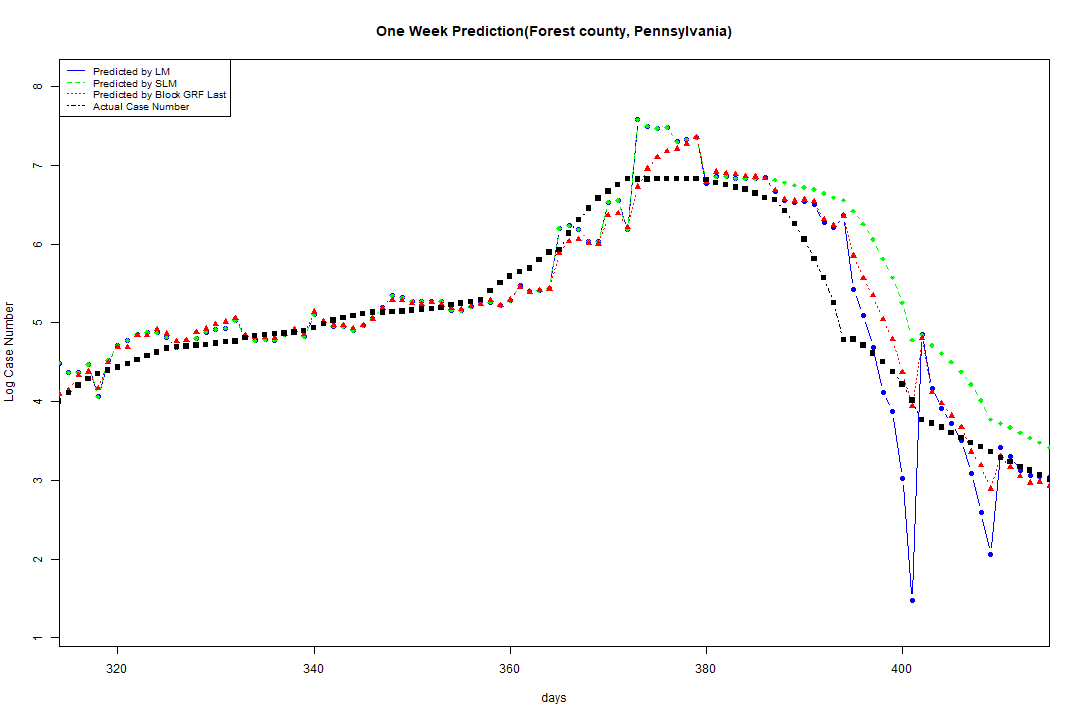 One Week Prediction(Forest county, Pennsylvania)
Predicted by LM
Predicted by SLM
Predicted by Block GRF Last
Actual Case Number
Log Case Number
8
7
6
5
4
3
2
1
320 340 360 380 400
days